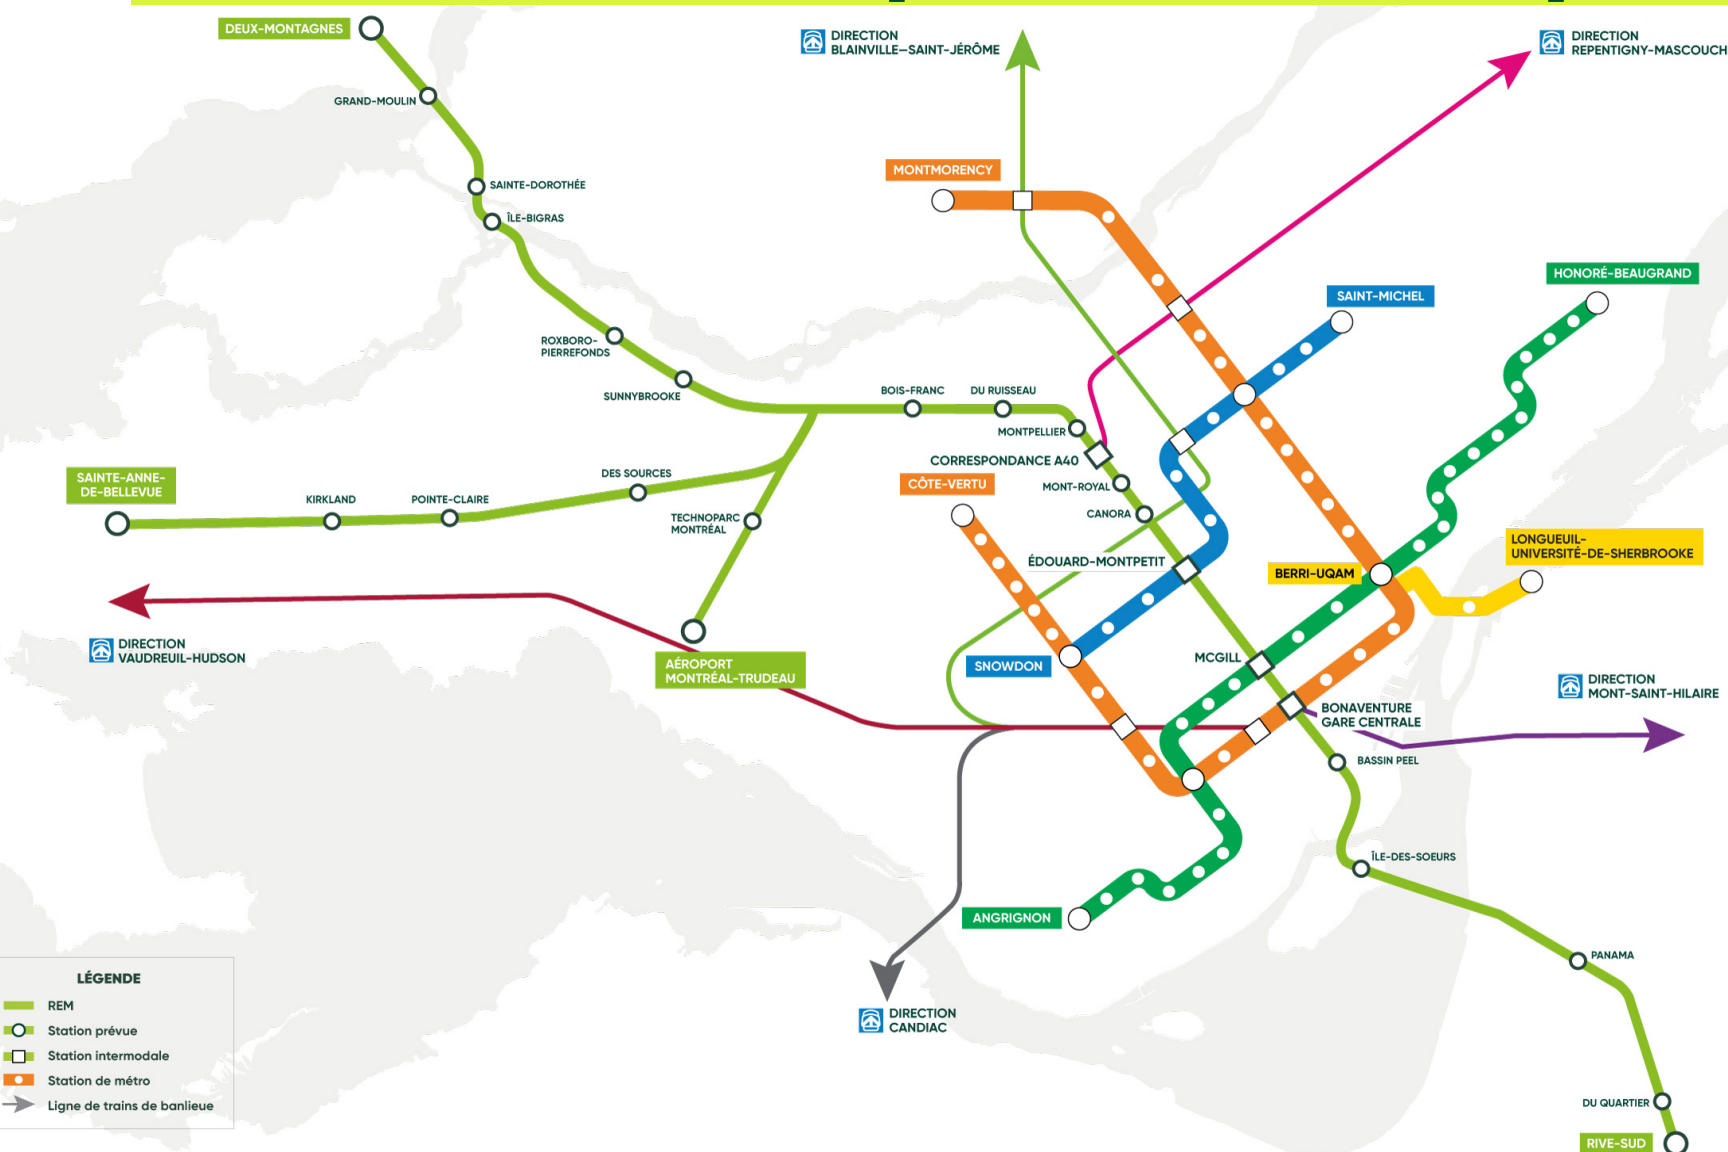 DEUX-MONTAGNES
GRAND-MOULIN
SAINTE-DOROTHÉE
ÎLE-BIGRAS
ROXBORO-
PIERREFONDS
SUNNYBROOKE
BOIS-FRANC
DU RUISSEAU
MONTPELLIER
CORRESPONDANCE A40
MONT-ROYAL
CANORA
ÉDOUARD-MONTPETIT
MCGILL
BONAVENTURE
GARE CENTRALE
BASSIN PEEL
ÎLE-DES-SOEURS
PANAMA
DU QUARTIER
RIVE-SUD
SAINTE-ANNE-
DE-BELLEVUE
KIRKLAND
POINTE-CLAIRE
DES SOURCES
TECHNOPARC
MONTRÉAL
AÉROPORT
MONTRÉAL-TRUDEAU
DIRECTION
BLAINVILLE–SAINT-JÉRÔME
DIRECTION
REPENTIGNY-MASCOUCH
MONTMORENCY
SAINT-MICHEL
HONORÉ-BEAUGRAND
CÔTE-VERTU
LONGUEUIL-
UNIVERSITÉ-DE-SHERBROOKE
BERRI-UQAM
SNOWDON
ANGRIGNON
DIRECTION
VAUDREUIL-HUDSON
DIRECTION
MONT-SAINT-HILAIRE
DIRECTION
CANDIAC
LÉGENDE
REM
Station prévue
Station intermodale
Station de métro
Ligne de trains de banlieue